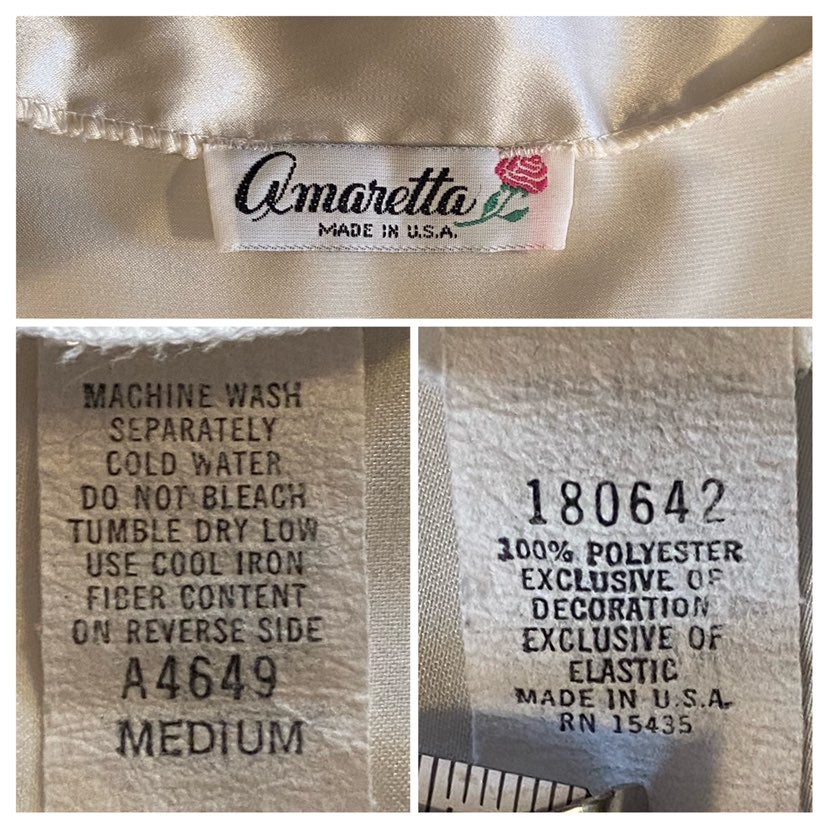 Amaretta
MADE IN U.S.A.
MACHINE WASH
SEPARATELY
COLD WATER
DO NOT BLEACH
TUMBLE DRY LOW
USE COOL IRON
FIBER CONTENT
ON REVERSE SIDE
A4649
MEDIUM
180642
100% POLYESTER
EXCLUSIVE OF
DECORATION
EXCLUSIVE OF
ELASTIC
MADE IN U.S.A.
RN 15435